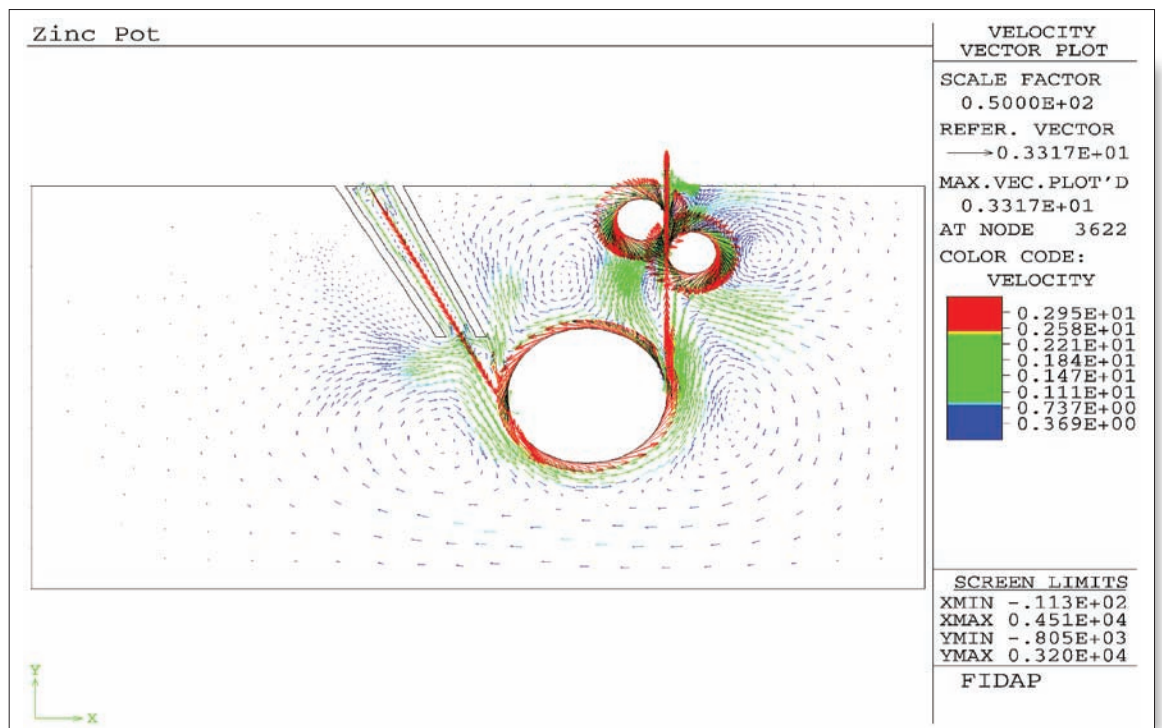 Zinc Pot
VELOCITY
VECTOR PLOT
SCALE FACTOR
0.5000E+02
REFER. VECTOR
0.3317E+01
MAX.VEC.PLOT'D
0.3317E+01
AT NODE 3622
COLOR CODE:
VELOCITY
0.295E+01
0.258E+01
0.221E+01
0.184E+01
0.147E+01
0.111E+01
0.737E+00
0.369E+00
SCREEN LIMITS
XMIN -.113E+02
XMAX 0.451E+04
YMIN -.805E+03
YMAX 0.320E+04
FIDAP
Y
X